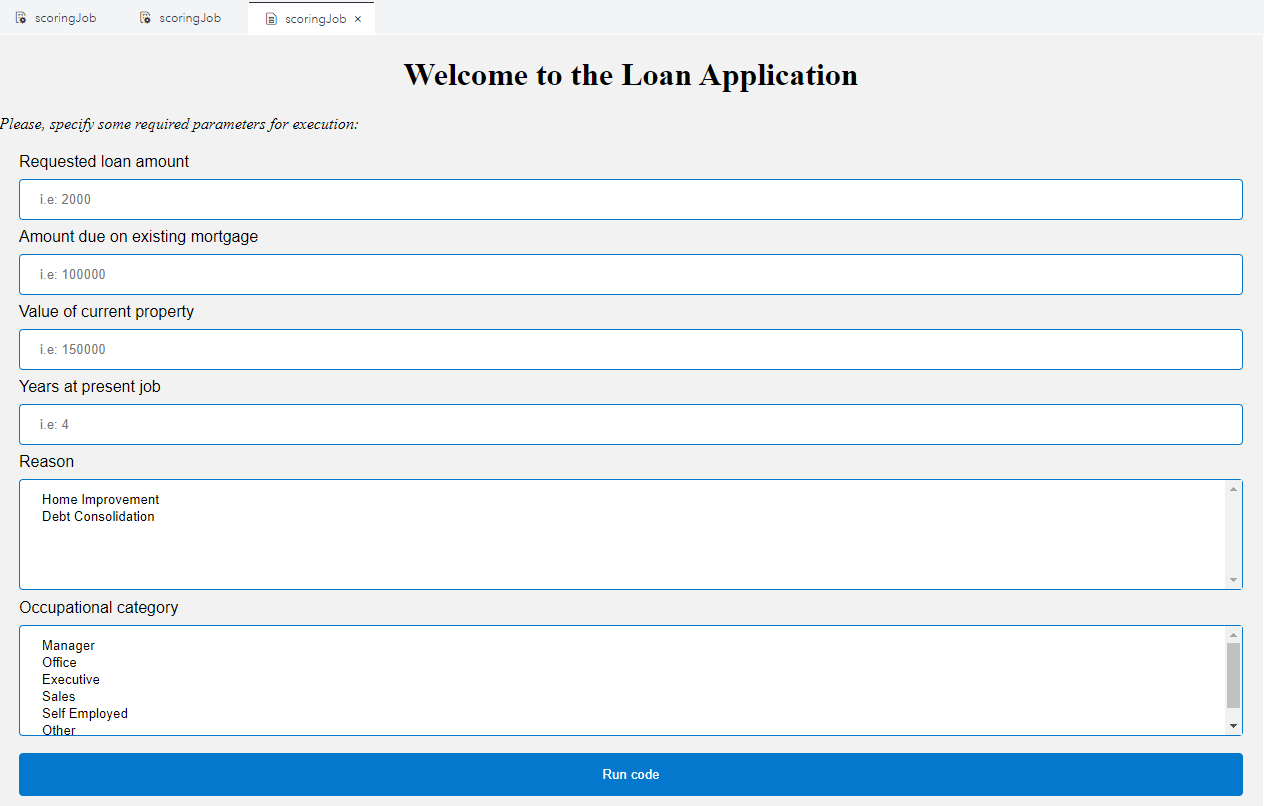 scoringJob scoringJob scoringJob ×
Welcome to the Loan Application
Please, specify some required parameters for execution:
Requested loan amount
i.e: 2000
Amount due on existing mortgage
i.e: 100000
Value of current property
i.e: 150000
Years at present job
i.e: 4
Reason
Home Improvement
Debt Consolidation
Occupational category
Manager
Office
Executive
Sales
Self Employed
Other
Run code